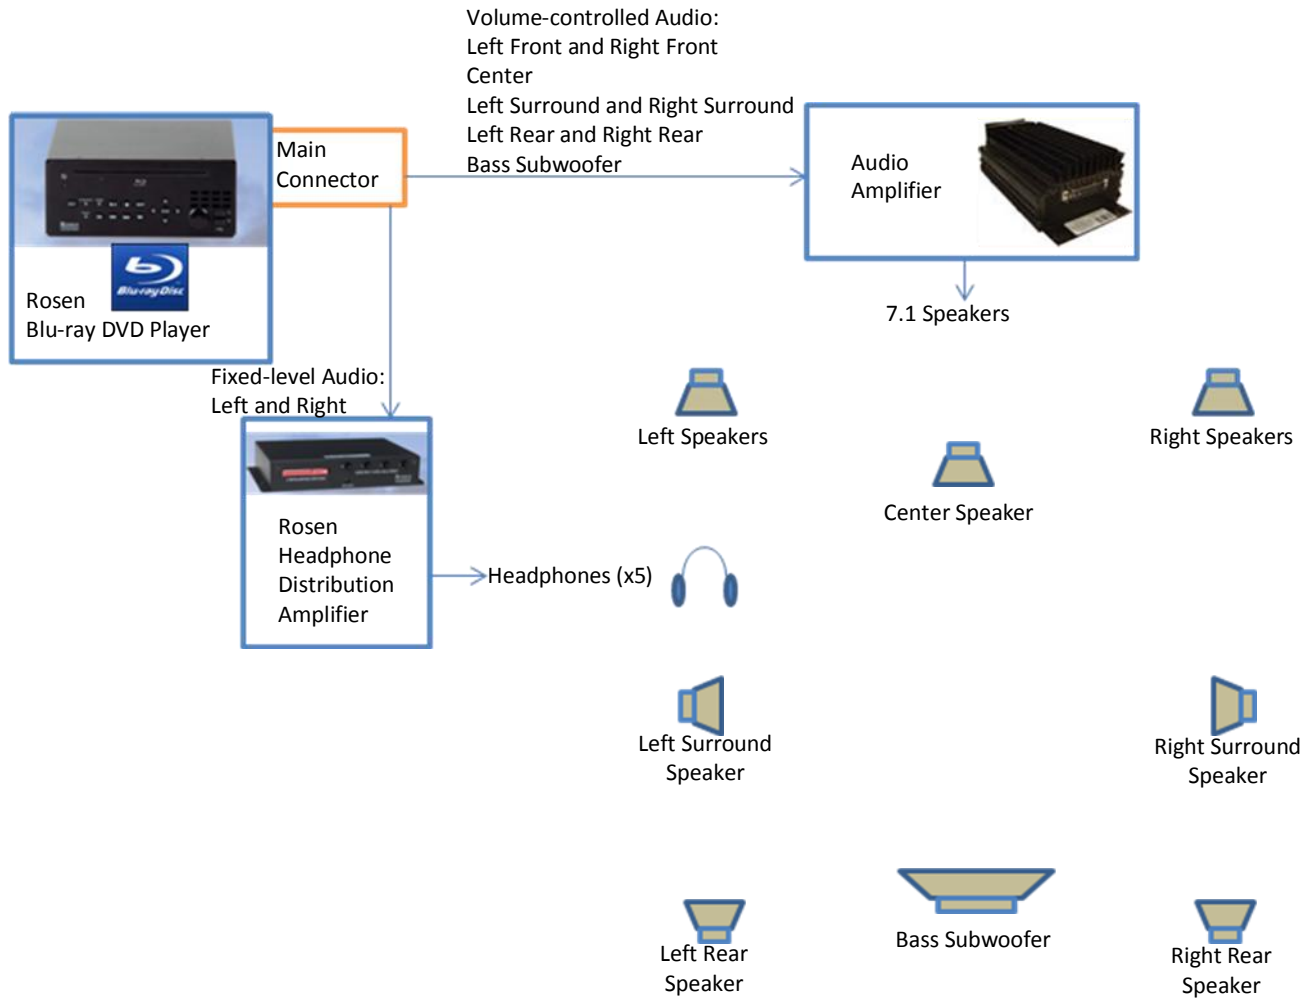 Volume-controlled Audio:
Left Front and Right Front
Center
Left Surround and Right Surround
Left Rear and Right Rear
Bass Subwoofer
Main
Connector
Audio
Amplifier
Blu-ray Disc
Rosen
Blu-ray DVD Player
7.1 Speakers
Fixed-level Audio:
Left and Right
Left Speakers
Right Speakers
Center Speaker
Rosen
Headphone
Distribution
Amplifier
Headphones (x5)
Left Surround
Speaker
Right Surround
Speaker
Bass Subwoofer
Left Rear
Speaker
Right Rear
Speaker